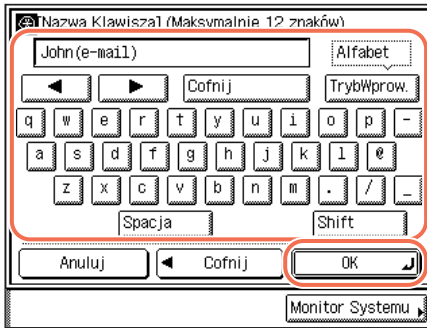 [Nazwa Klawisza] (Maksymalnie 12 znaków)
John(e-mail) Alfabet
◀ ▶ Cofnij TrybWprow.
q w e r t y u i o p -
a s d f g h j k l @
z x c v b n m . / _
Spacja Shift
Anuluj ◀ Cofnij OK
Monitor Systemu